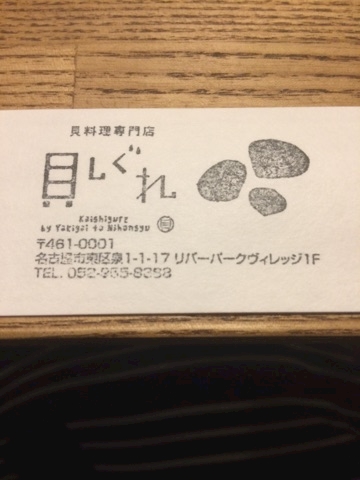 貝料理専門店
貝しぐれ
Kaishigure
by Yakigai to Nihonsyu
〒461-0001
名古屋市東区泉1-1-17 リバーパークヴィレッジ1F
TEL. 052-955-8258